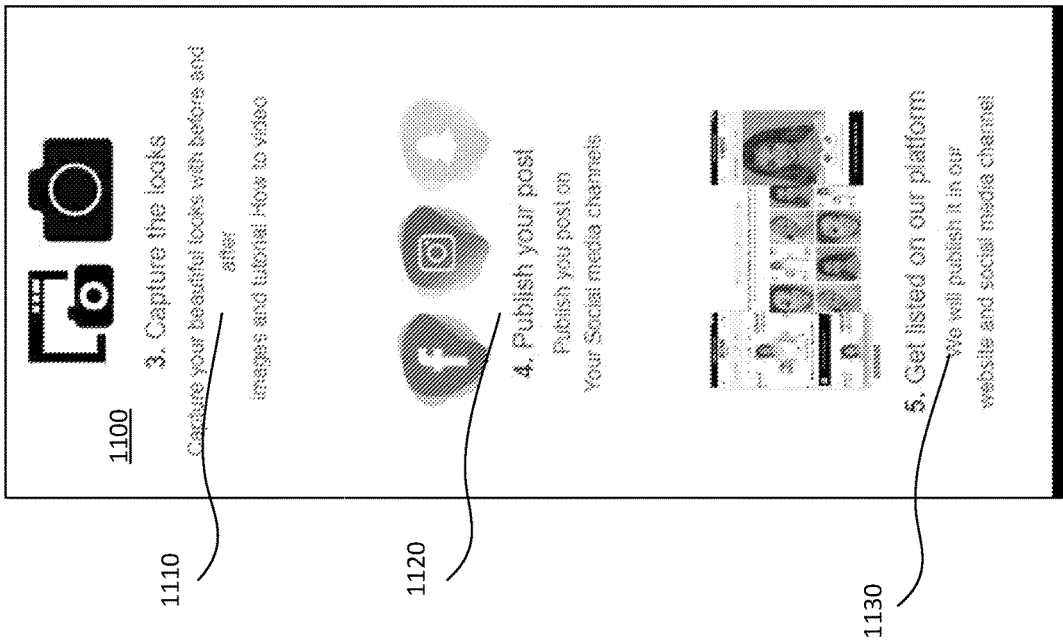 1100
3. Capture the looks
Capture your beautiful looks with before and
after
images and tutorial How to video
1110
4. Publish your post
Publish you post on
Your Social media channels
1120
5. Get listed on our platform
We will publish it in our
website and social media channel
1130